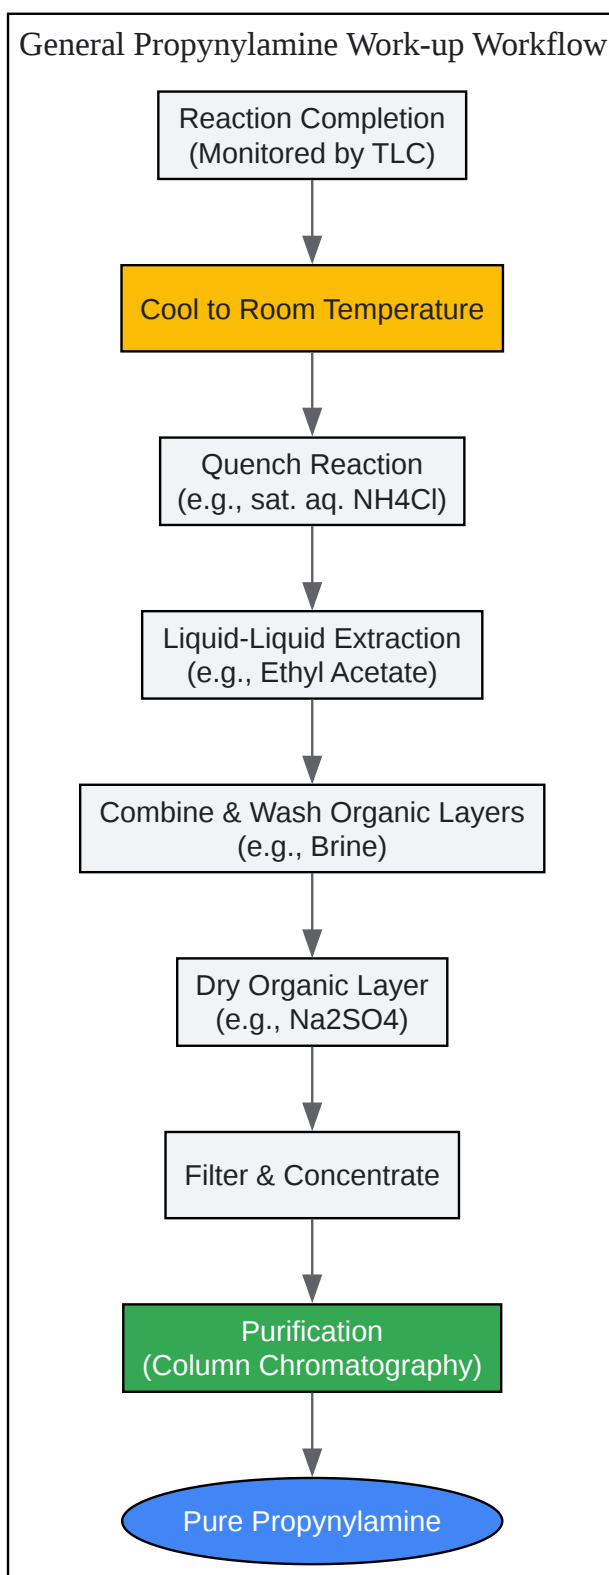 General Propynylamine Work-up Workflow
Reaction Completion
(Monitored by TLC)
Cool to Room Temperature
Quench Reaction
(e.g., sat. aq. NH4Cl)
Liquid-Liquid Extraction
(e.g., Ethyl Acetate)
Combine & Wash Organic Layers
(e.g., Brine)
Dry Organic Layer
(e.g., Na2SO4)
Filter & Concentrate
Purification
(Column Chromatography)
Pure Propynylamine